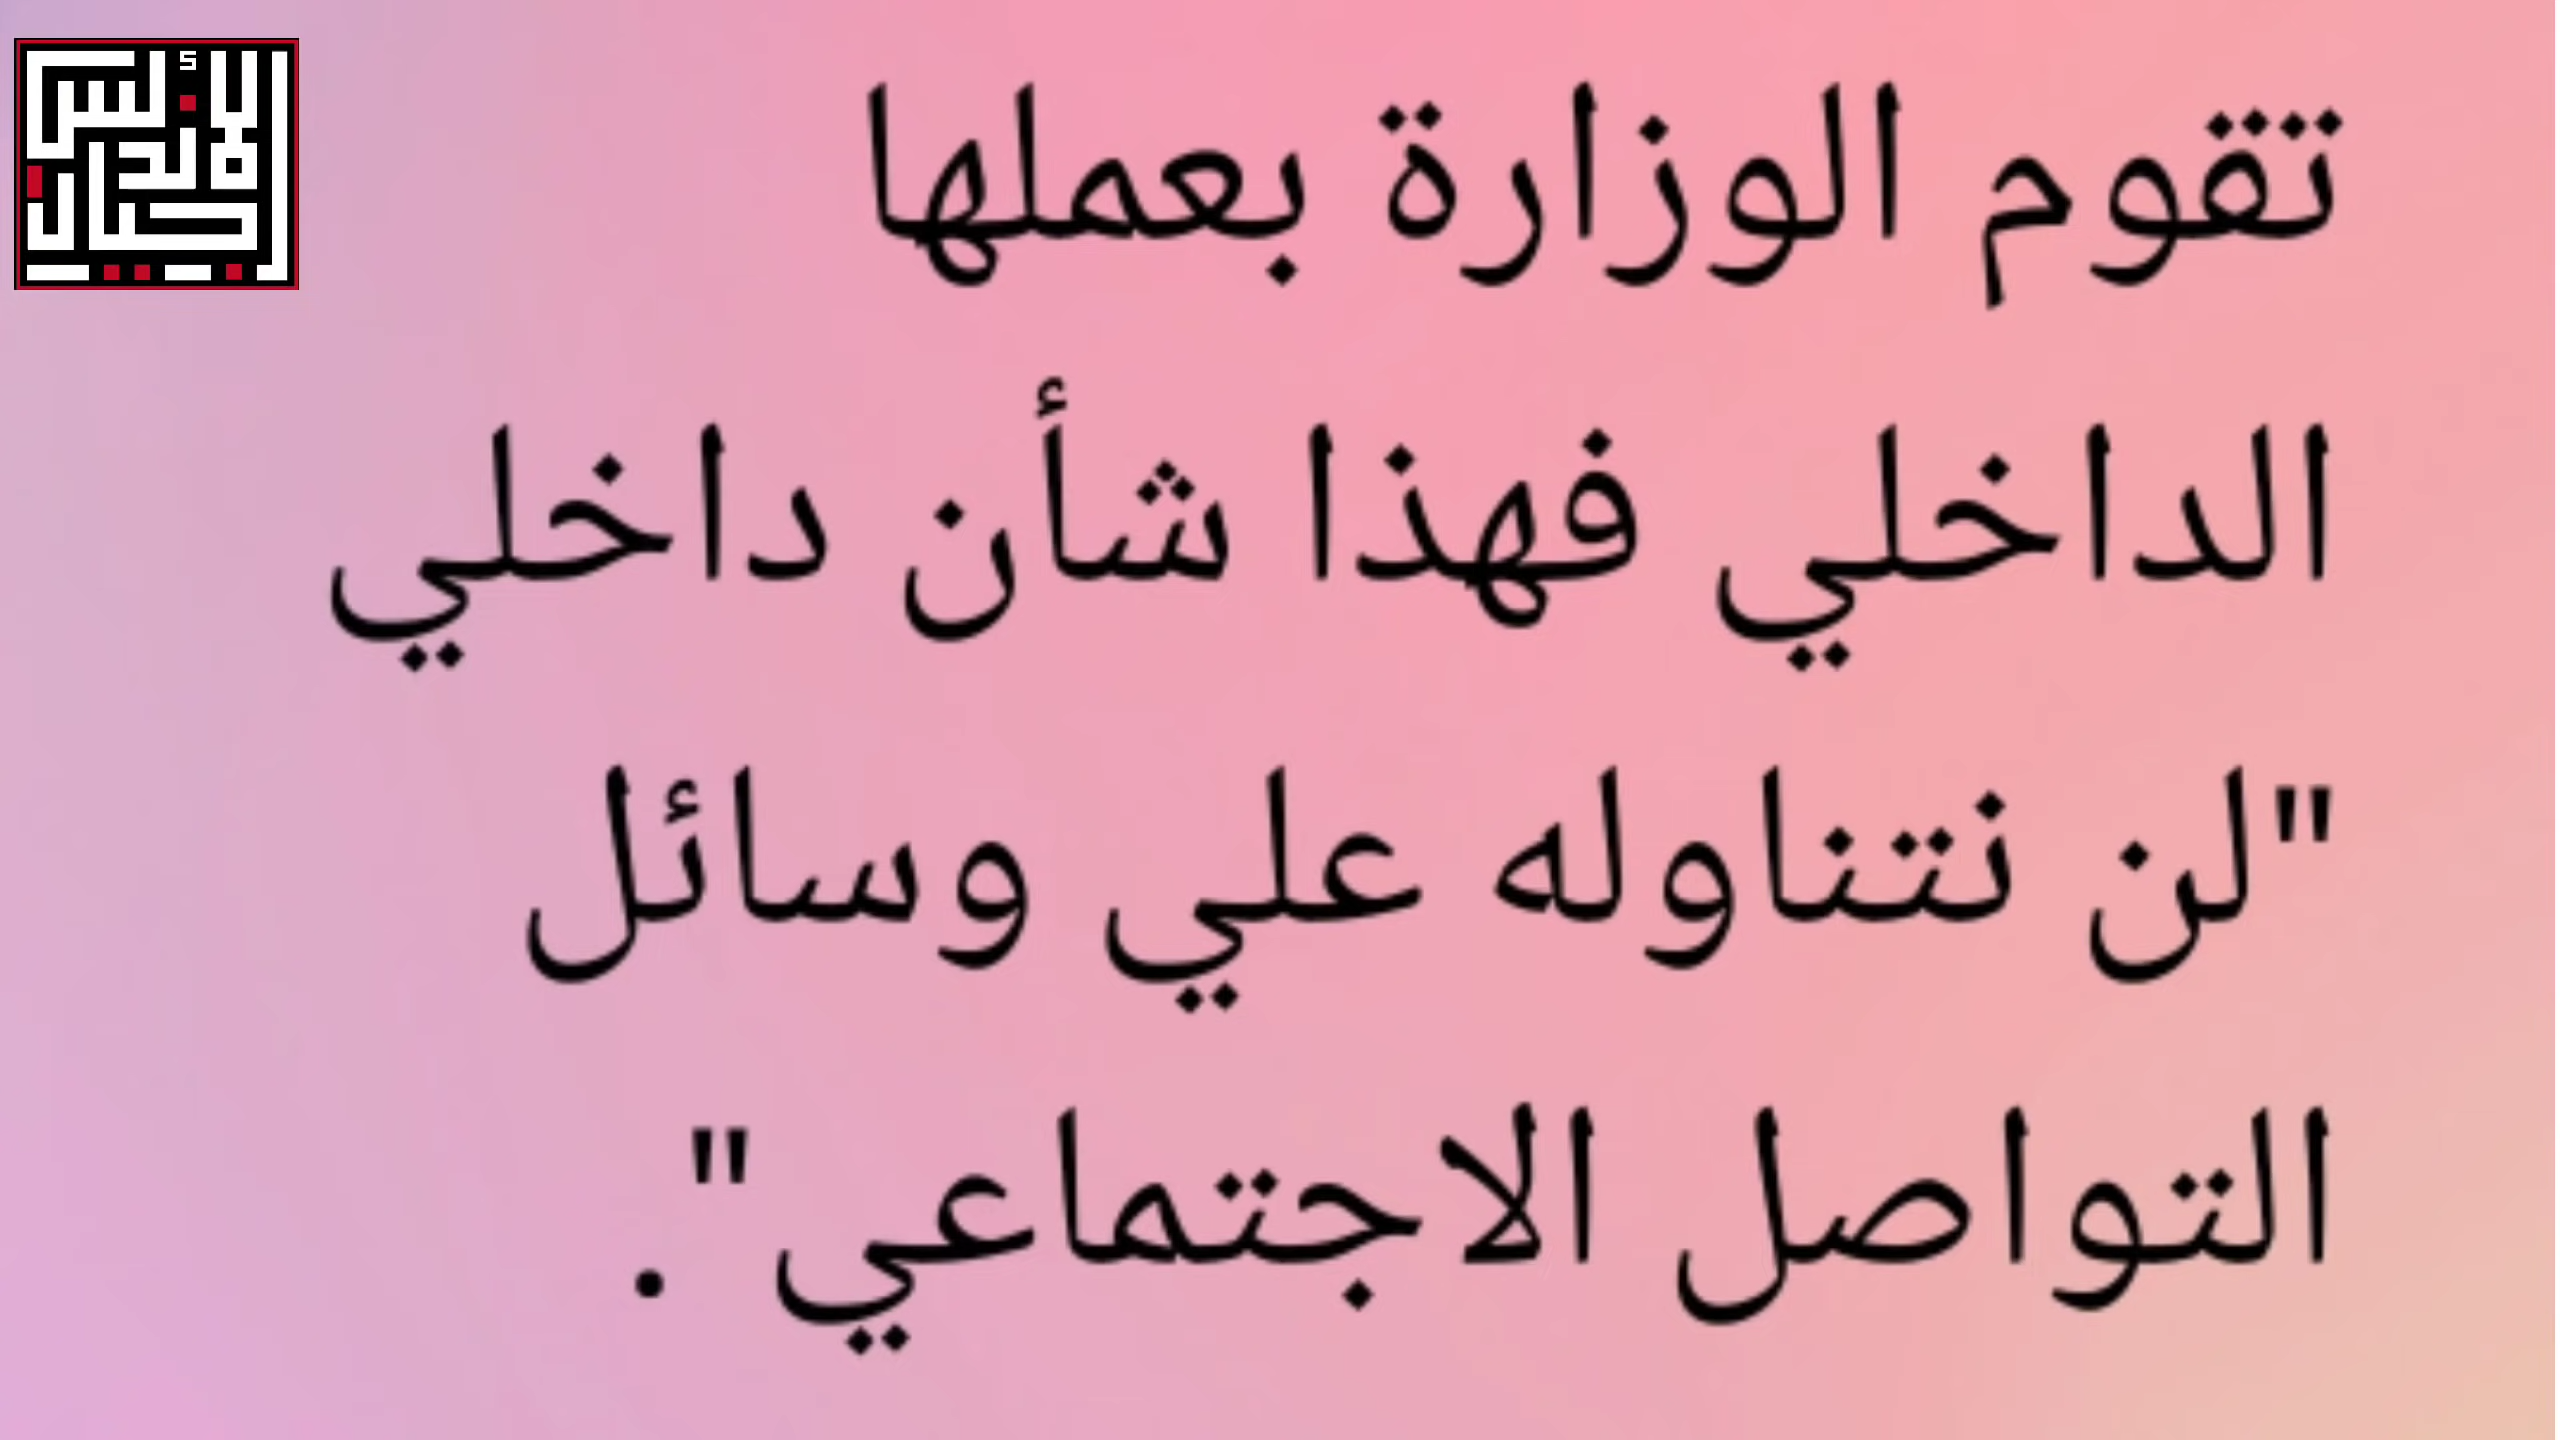 تقوم الوزارة بعملها
الداخلي فهذا شأن داخلي
"لن نتناوله علي وسائل
التواصل الاجتماعي".